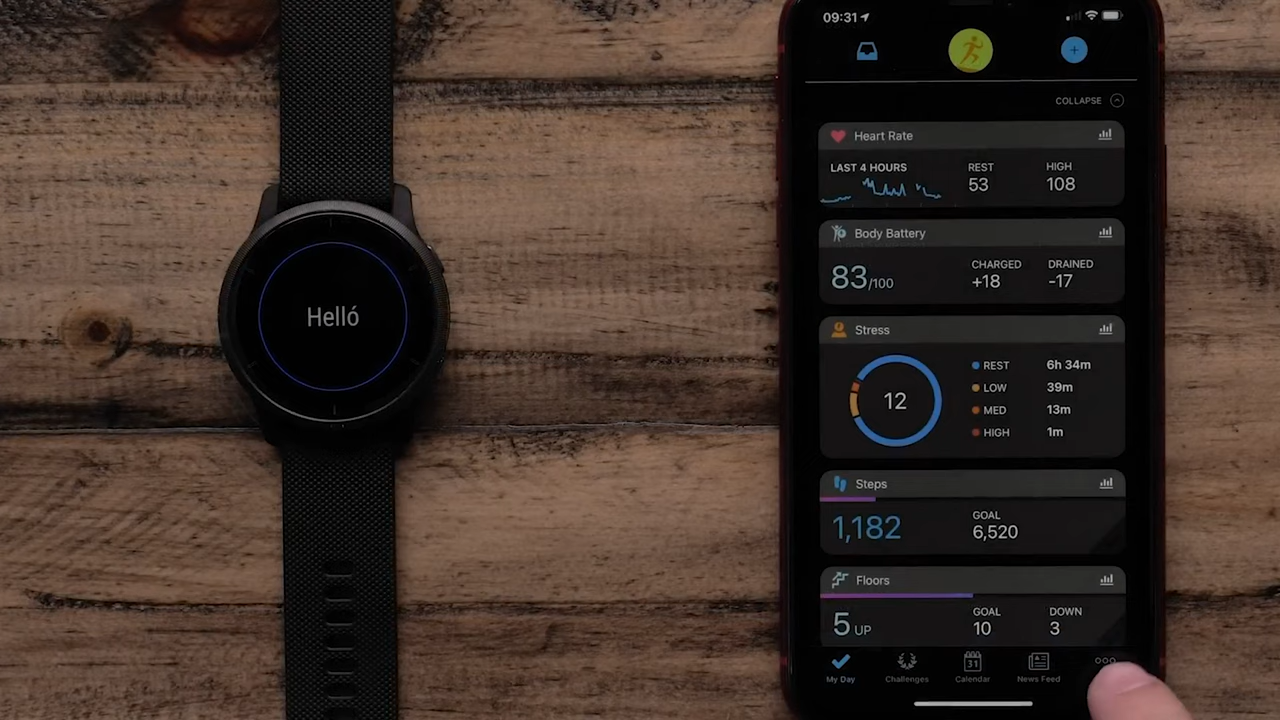 Helló
09:31
COLLAPSE
Heart Rate
LAST 4 HOURS
REST
HIGH
53
108
Body Battery
83/100
CHARGED
DRAINED
+18
-17
Stress
12
REST 6h 34m
LOW 39m
MED 13m
HIGH 1m
Steps
1,182
GOAL
6,520
Floors
5 UP
GOAL
DOWN
10
3
31
My Day
Challenges
Calendar
News Feed